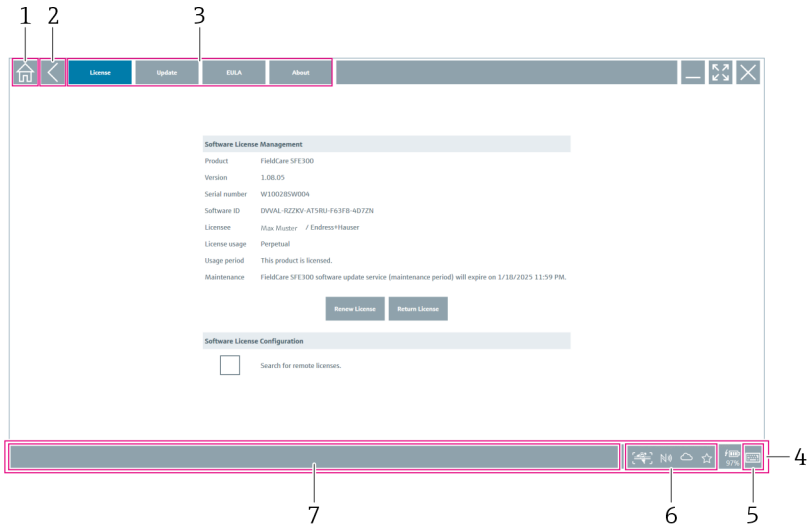 1 2 3
License Update EULA About
Software License Management
Product FieldCare SFE300
Version 1.08.05
Serial number W100285W004
Software ID DVVAL-RZZKV-AT5RU-F63FB-4D7ZN
Licensee Max Muster / Endress+Hauser
License usage Perpetual
Usage period This product is licensed.
Maintenance FieldCare SFE300 software update service (maintenance period) will expire on 1/18/2025 11:59 PM.
Renew License Return License
Software License Configuration
Search for remote licenses.
97%
4
7 6 5